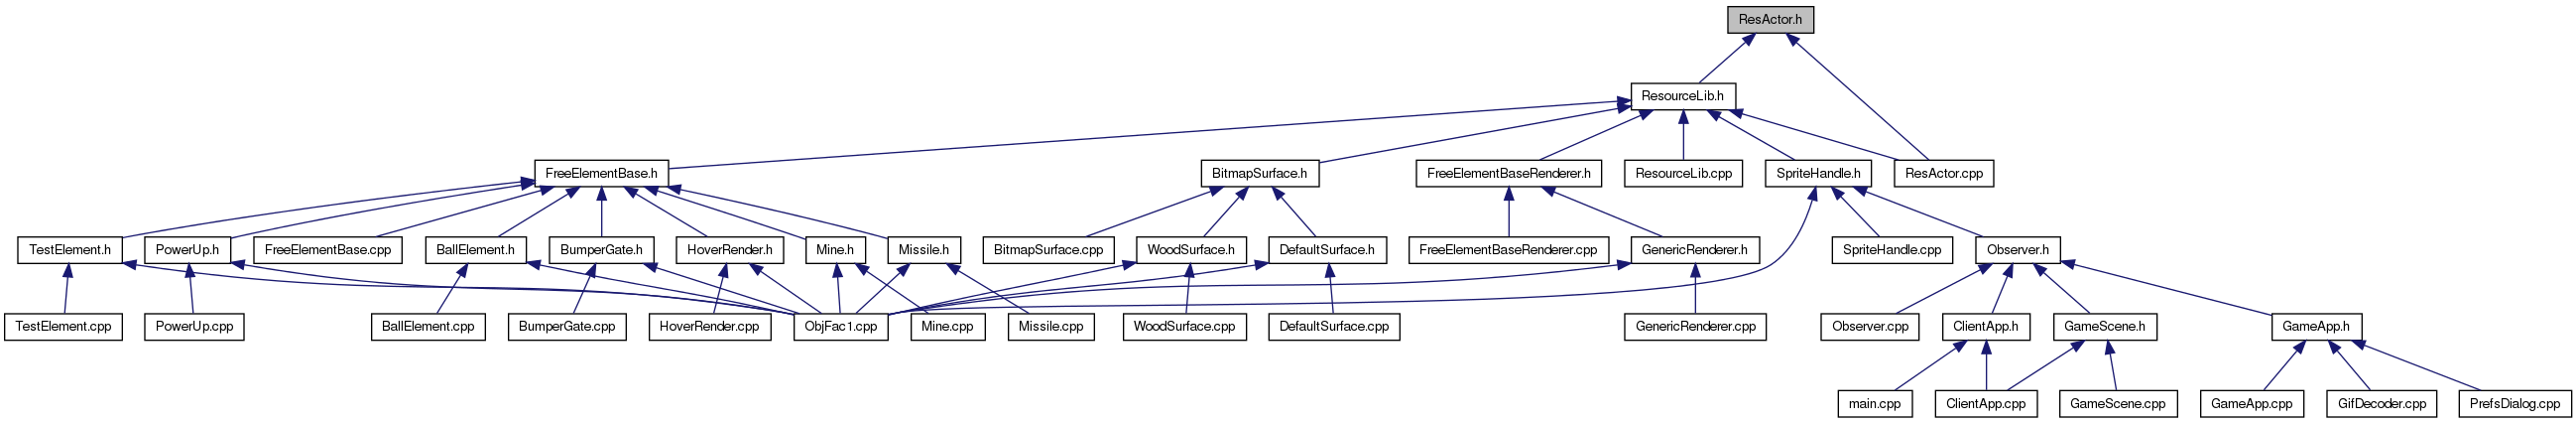 ResActor.h
ResourceLib.h
FreeElementBase.h
BitmapSurface.h
FreeElementBaseRenderer.h
ResourceLib.cpp
SpriteHandle.h
ResActor.cpp
TestElement.h
PowerUp.h
FreeElementBase.cpp
BallElement.h
BumperGate.h
HoverRender.h
Mine.h
Missile.h
BitmapSurface.cpp
WoodSurface.h
DefaultSurface.h
FreeElementBaseRenderer.cpp
GenericRenderer.h
SpriteHandle.cpp
Observer.h
TestElement.cpp
PowerUp.cpp
BallElement.cpp
BumperGate.cpp
HoverRender.cpp
ObjFac1.cpp
Mine.cpp
Missile.cpp
WoodSurface.cpp
DefaultSurface.cpp
GenericRenderer.cpp
Observer.cpp
ClientApp.h
GameScene.h
GameApp.h
main.cpp
ClientApp.cpp
GameScene.cpp
GameApp.cpp
GifDecoder.cpp
PrefsDialog.cpp